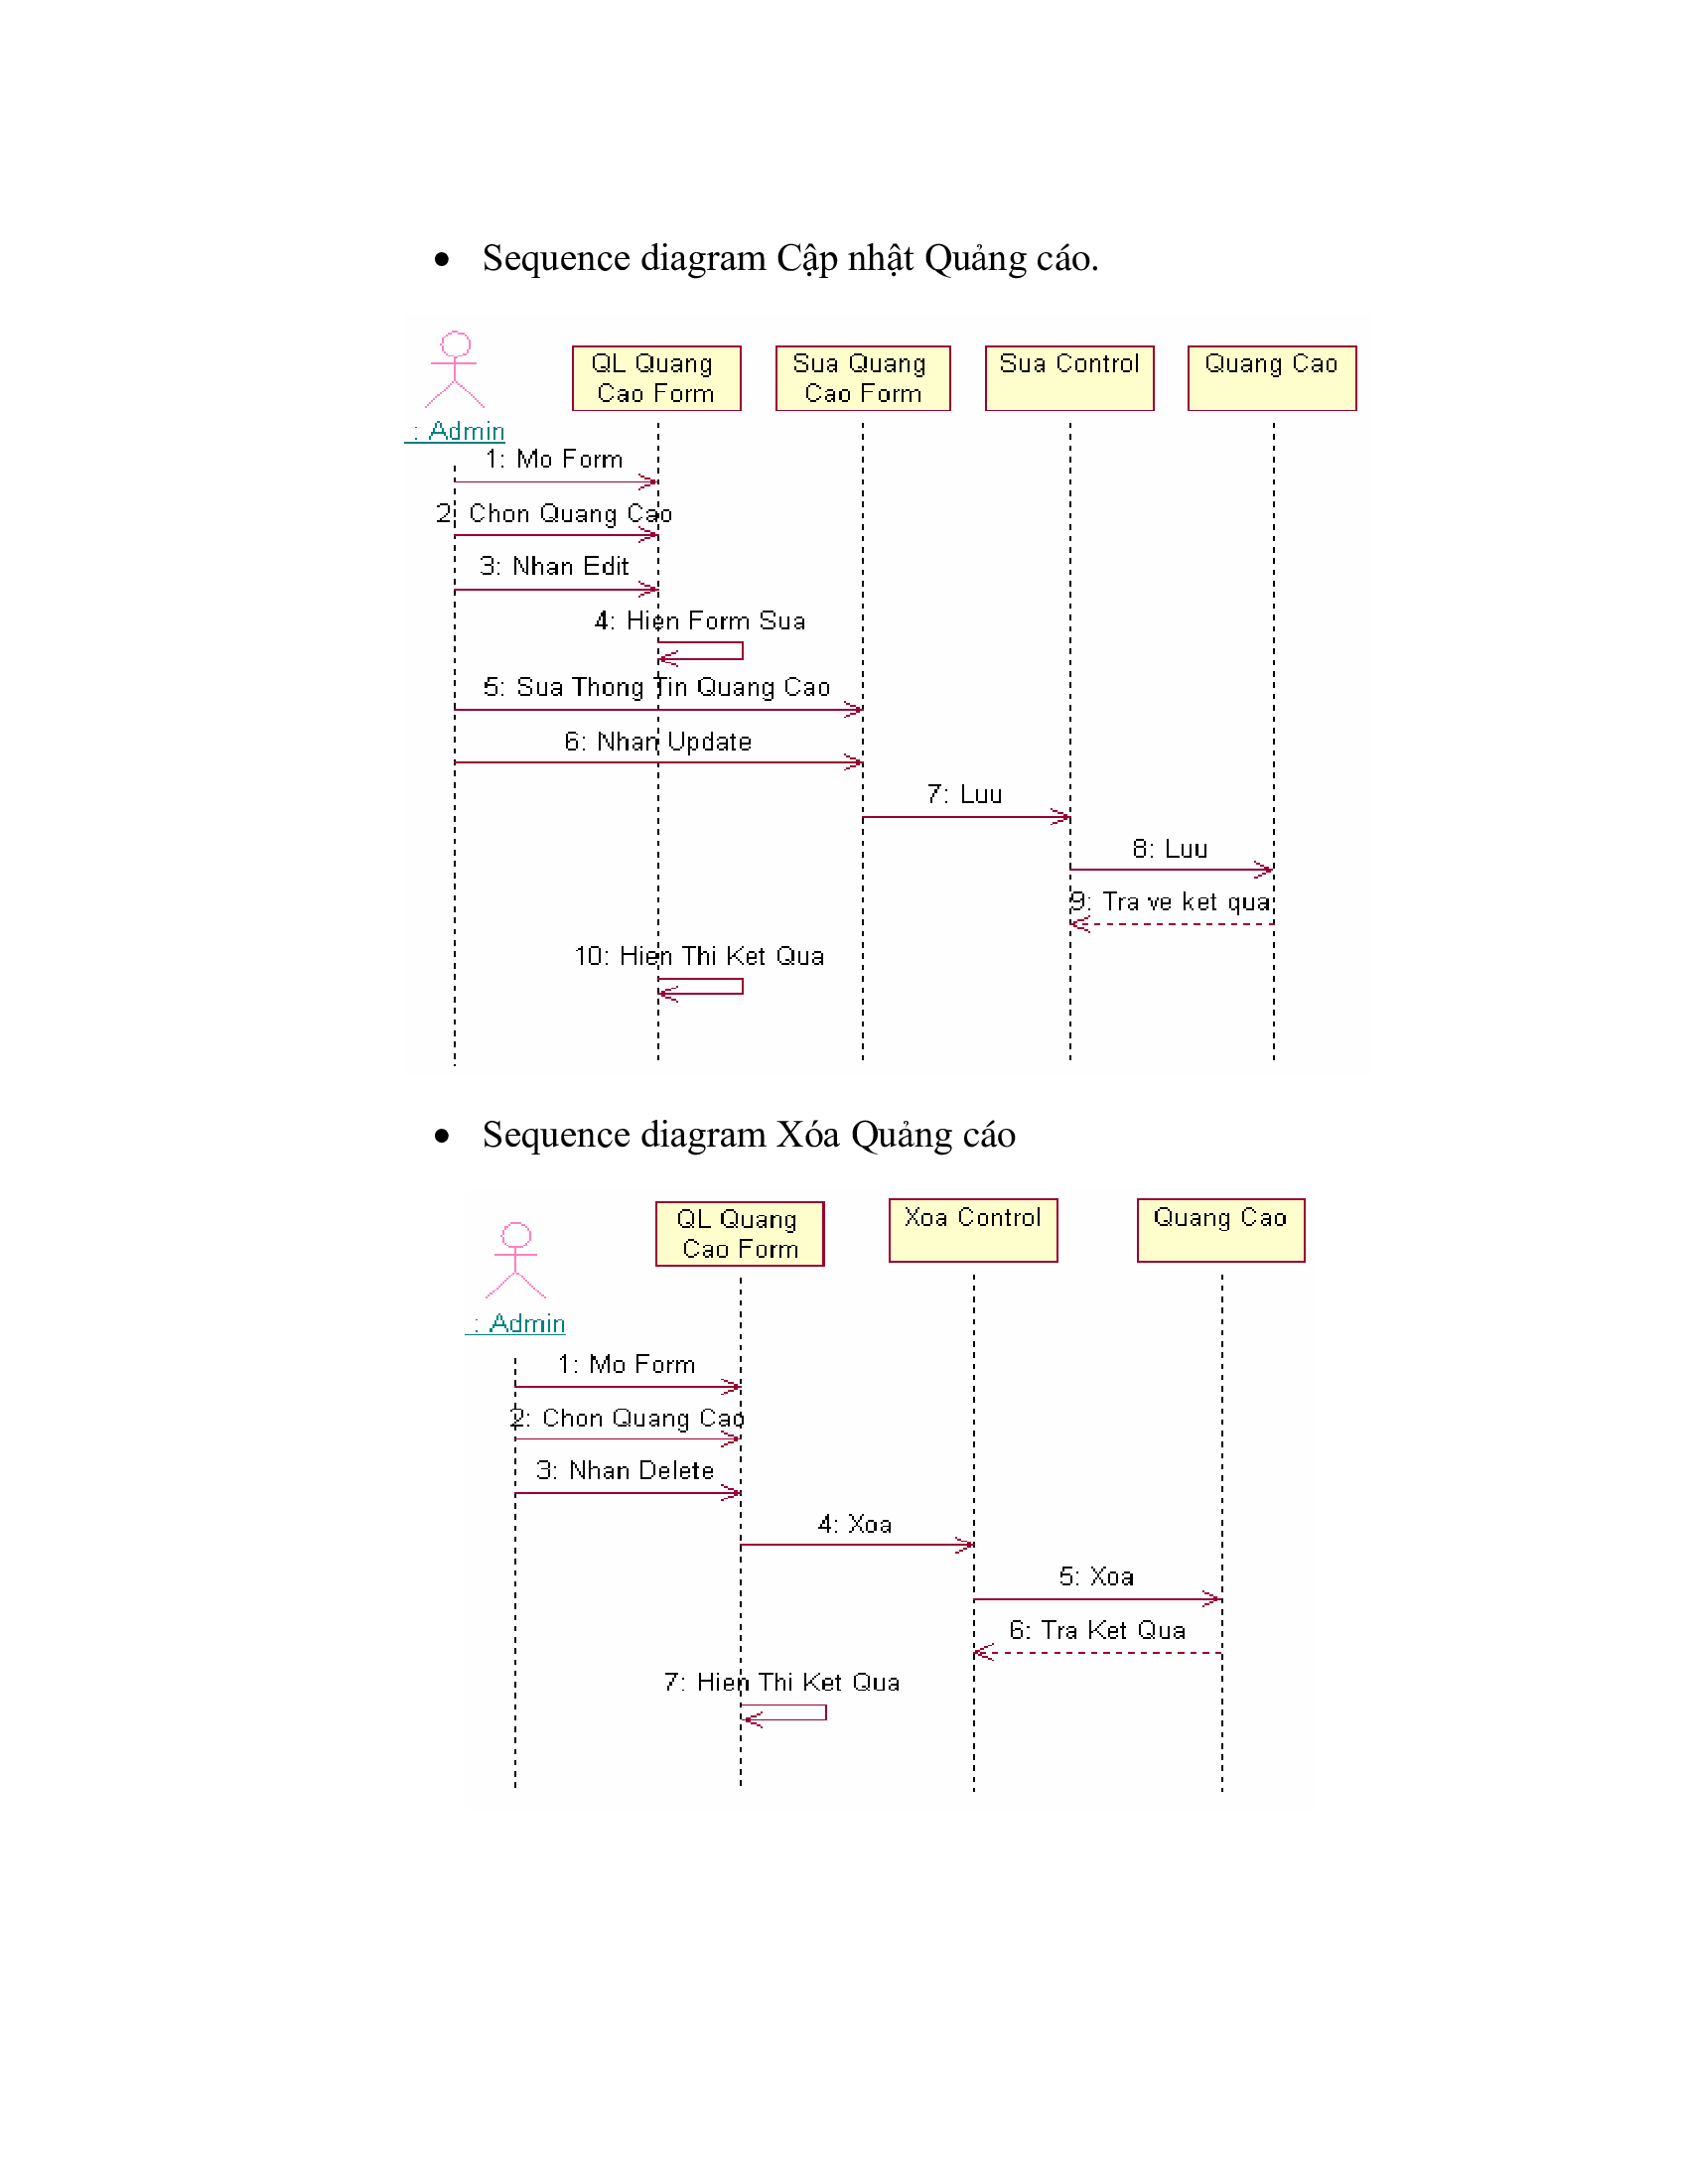 • Sequence diagram Cập nhật Quảng cáo.
QL Quang
Cao Form
Sua Quang
Cao Form
Sua Control
Quang Cao
: Admin
1: Mo Form
2: Chon Quang Cao
3: Nhan Edit
4: Hien Form Sua
5: Sua Thong Tin Quang Cao
6: Nhan Update
7: Luu
8: Luu
9: Tra ve ket qua
10: Hien Thi Ket Qua
• Sequence diagram Xóa Quảng cáo
QL Quang
Cao Form
Xoa Control
Quang Cao
: Admin
1: Mo Form
2: Chon Quang Cao
3: Nhan Delete
4: Xoa
5: Xoa
6: Tra Ket Qua
7: Hien Thi Ket Qua